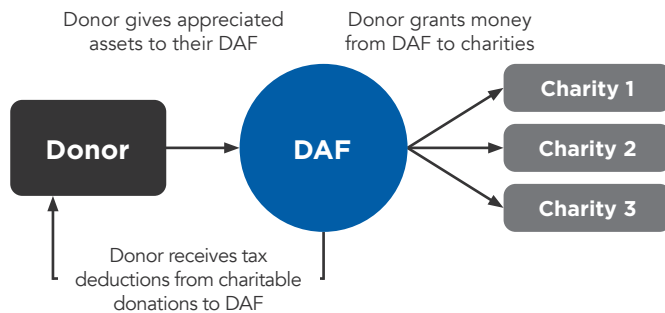 Donor gives appreciated
assets to their DAF
Donor grants money
from DAF to charities
Donor
DAF
Charity 1
Charity 2
Charity 3
Donor receives tax
deductions from charitable
donations to DAF